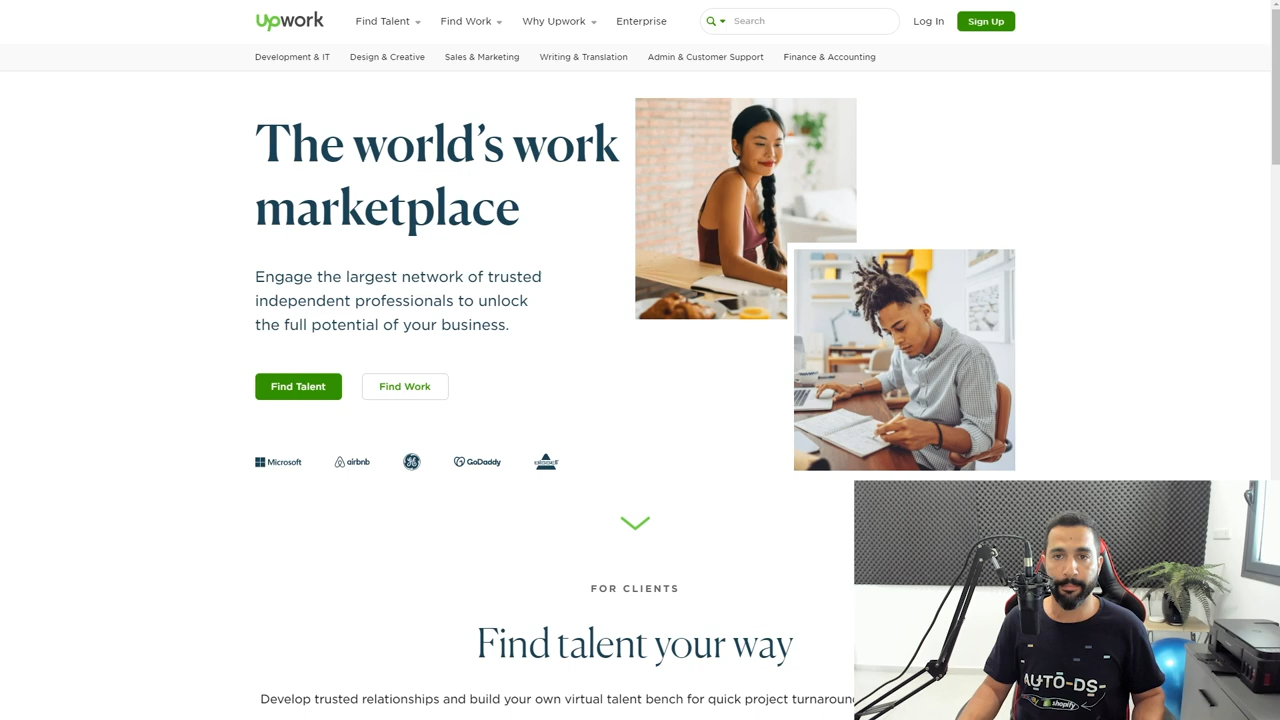 upwork
Find Talent
Find Work
Why Upwork
Enterprise
Search
Log In
Sign Up
Development & IT
Design & Creative
Sales & Marketing
Writing & Translation
Admin & Customer Support
Finance & Accounting
The world's work
marketplace
Engage the largest network of trusted
independent professionals to unlock
the full potential of your business.
Find Talent
Find Work
Microsoft
airbnb
GoDaddy
BISSELL
FOR CLIENTS
Find talent your way
Develop trusted relationships and build your own virtual talent bench for quick project turnaroun
AUTO-DS-
shopify